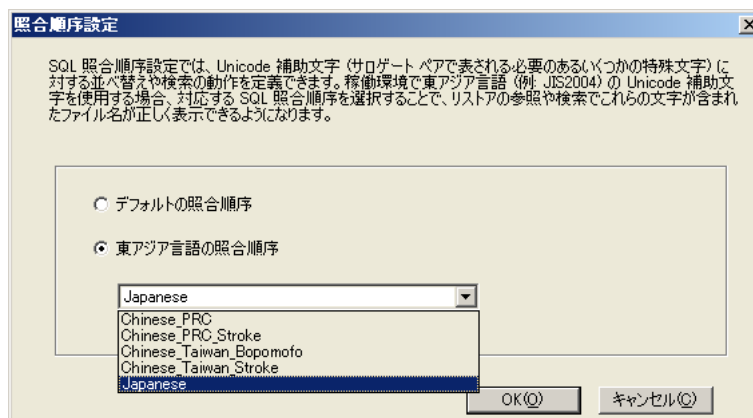 照合順序設定
SQL 照合順序設定では、Unicode 補助文字 (サロゲート ペアで表される必要のあるいくつかの特殊文字) に
対する並べ替えや検索の動作を定義できます。稼働環境で東アジア言語 (例: JIS2004) の Unicode 補助文
字を使用する場合、対応する SQL 照合順序を選択することで、リストアの参照や検索でこれらの文字が含まれ
たファイル名が正しく表示できるようになります。
デフォルトの照合順序
東アジア言語の照合順序
Japanese
Chinese_PRC
Chinese_PRC_Stroke
Chinese_Taiwan_Bopomofo
Chinese_Taiwan_Stroke
Japanese
OK(O) キャンセル(C)